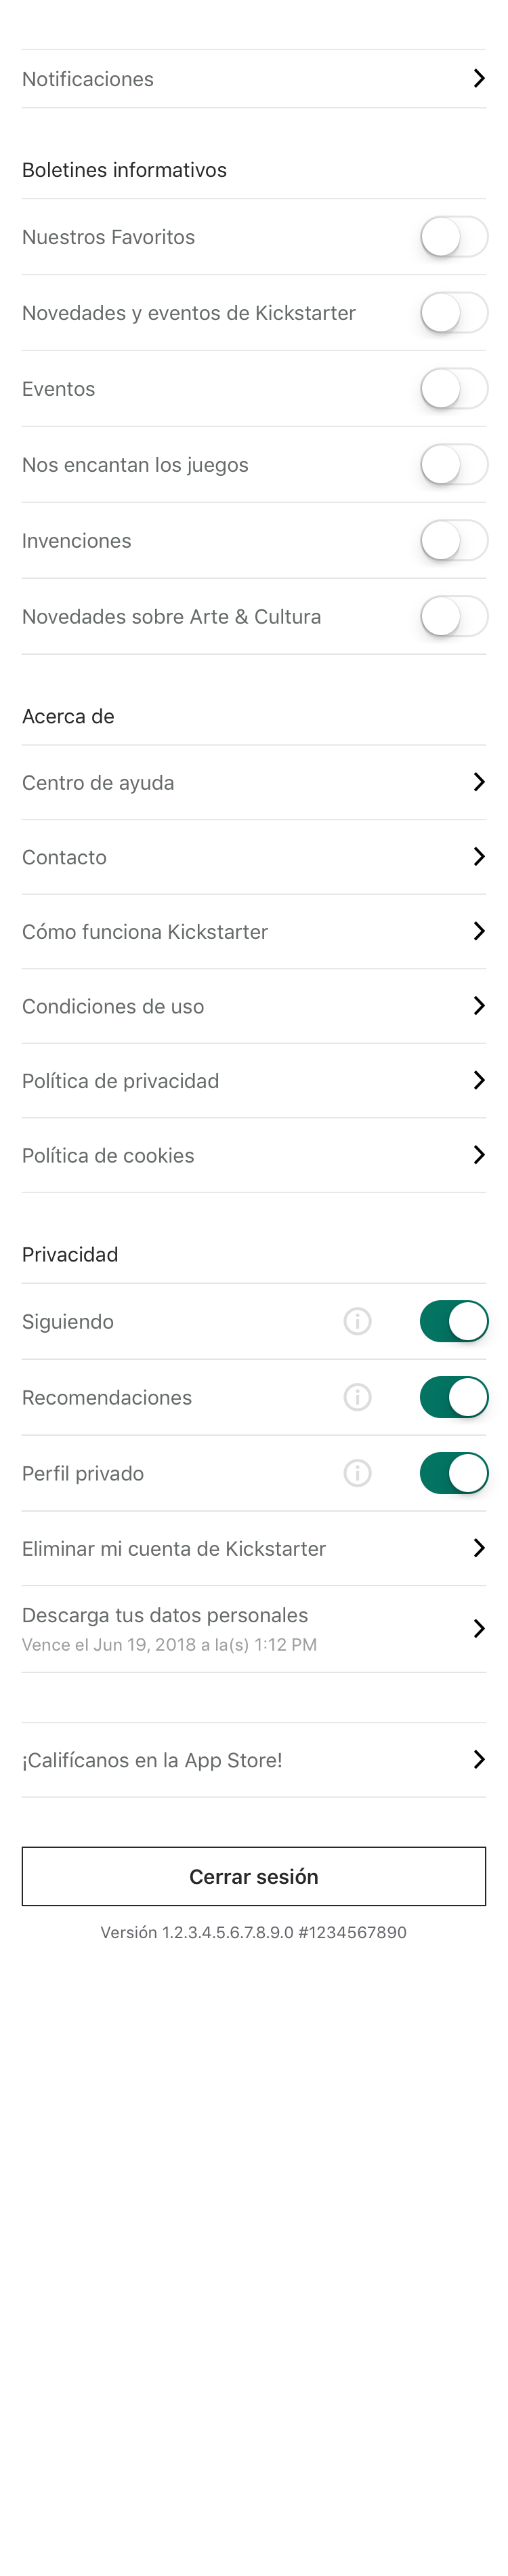 Notificaciones
Boletines informativos
Nuestros Favoritos
Novedades y eventos de Kickstarter
Eventos
Nos encantan los juegos
Invenciones
Novedades sobre Arte & Cultura
Acerca de
Centro de ayuda
Contacto
Cómo funciona Kickstarter
Condiciones de uso
Política de privacidad
Política de cookies
Privacidad
Siguiendo
Recomendaciones
Perfil privado
Eliminar mi cuenta de Kickstarter
Descarga tus datos personales
Vence el Jun 19, 2018 a la(s) 1:12 PM
¡Califícanos en la App Store!
Cerrar sesión
Versión 1.2.3.4.5.6.7.8.9.0 #1234567890